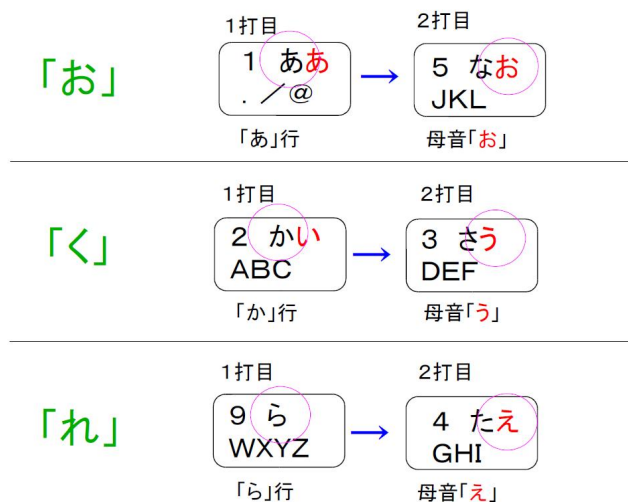 「お」
1打目
1 ああ
. ／@
「あ」行
2打目
5 なお
JKL
母音「お」
「く」
1打目
2 かい
ABC
「か」行
2打目
3 さう
DEF
母音「う」
「れ」
1打目
9 ら
WXYZ
「ら」行
2打目
4 たえ
GHI
母音「え」